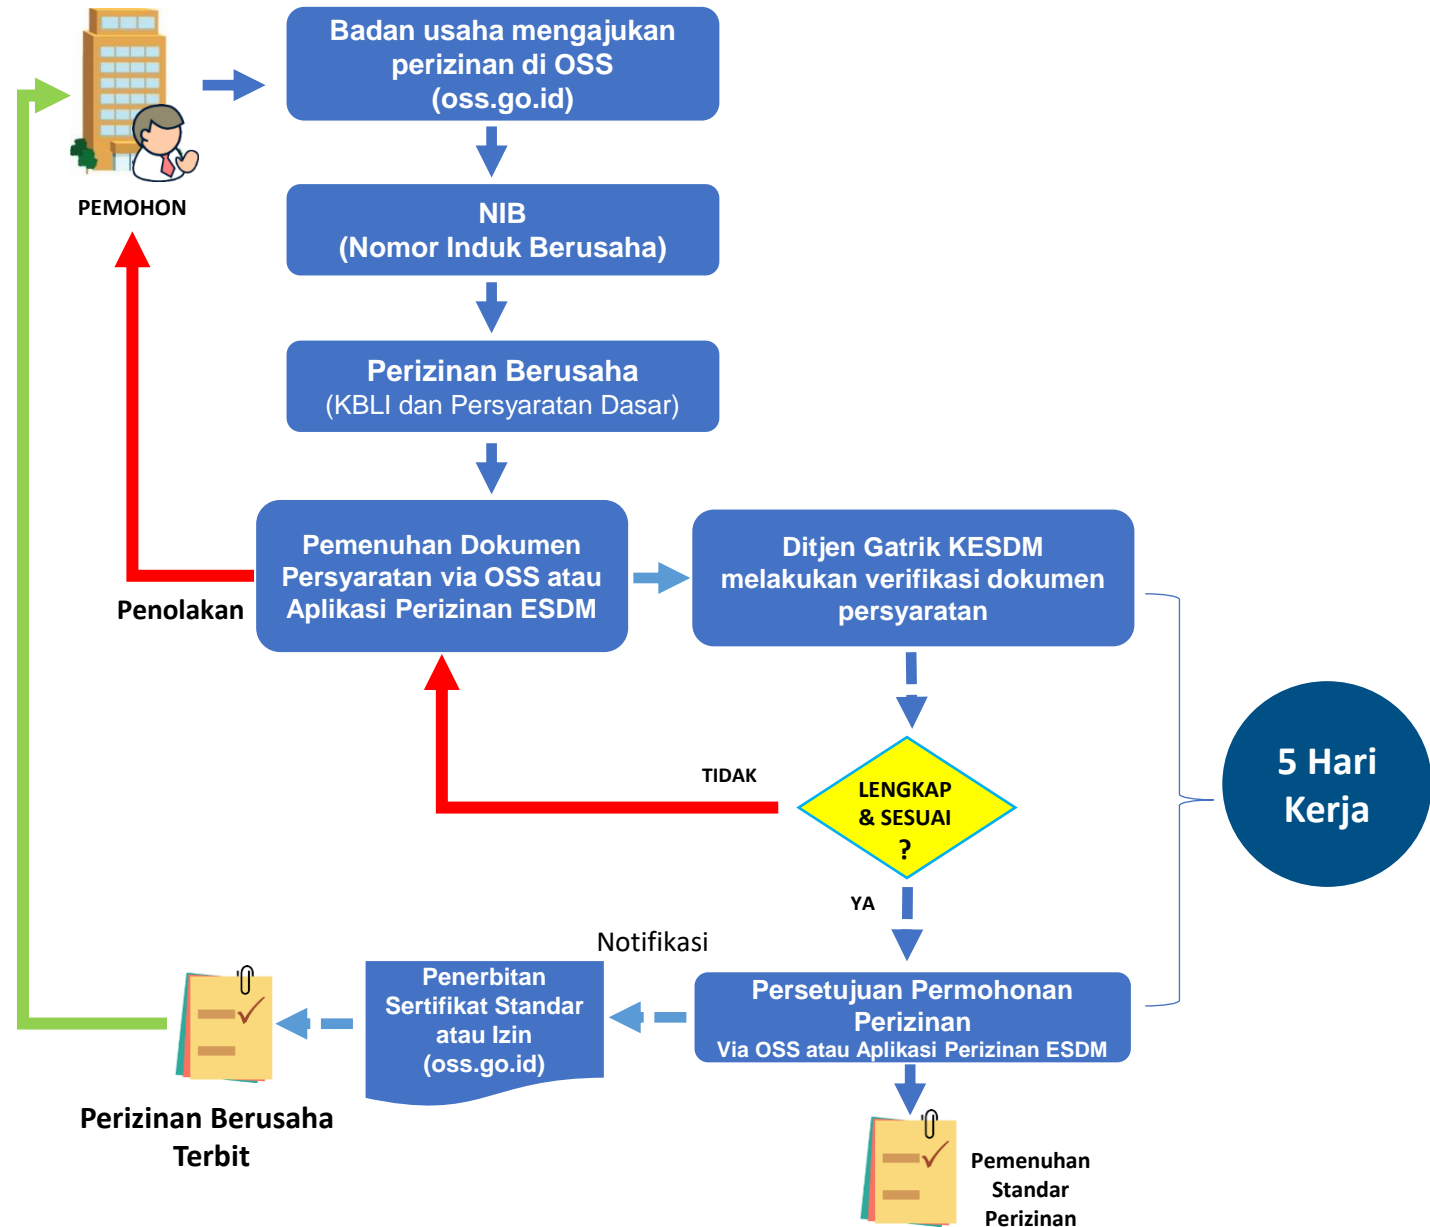 Badan usaha mengajukan
perizinan di OSS
(oss.go.id)
PEMOHON
NIB
(Nomor Induk Berusaha)
Perizinan Berusaha
(KBLI dan Persyaratan Dasar)
Pemenuhan Dokumen
Persyaratan via OSS atau
Aplikasi Perizinan ESDM
Penolakan
Ditjen Gatrik KESDM
melakukan verifikasi dokumen
persyaratan
TIDAK
LENGKAP
& SESUAI
?
5 Hari
Kerja
YA
Notifikasi
Persetujuan Permohonan
Perizinan
Via OSS atau Aplikasi Perizinan ESDM
Penerbitan
Sertifikat Standar
atau Izin
(oss.go.id)
Perizinan Berusaha
Terbit
Pemenuhan
Standar
Perizinan